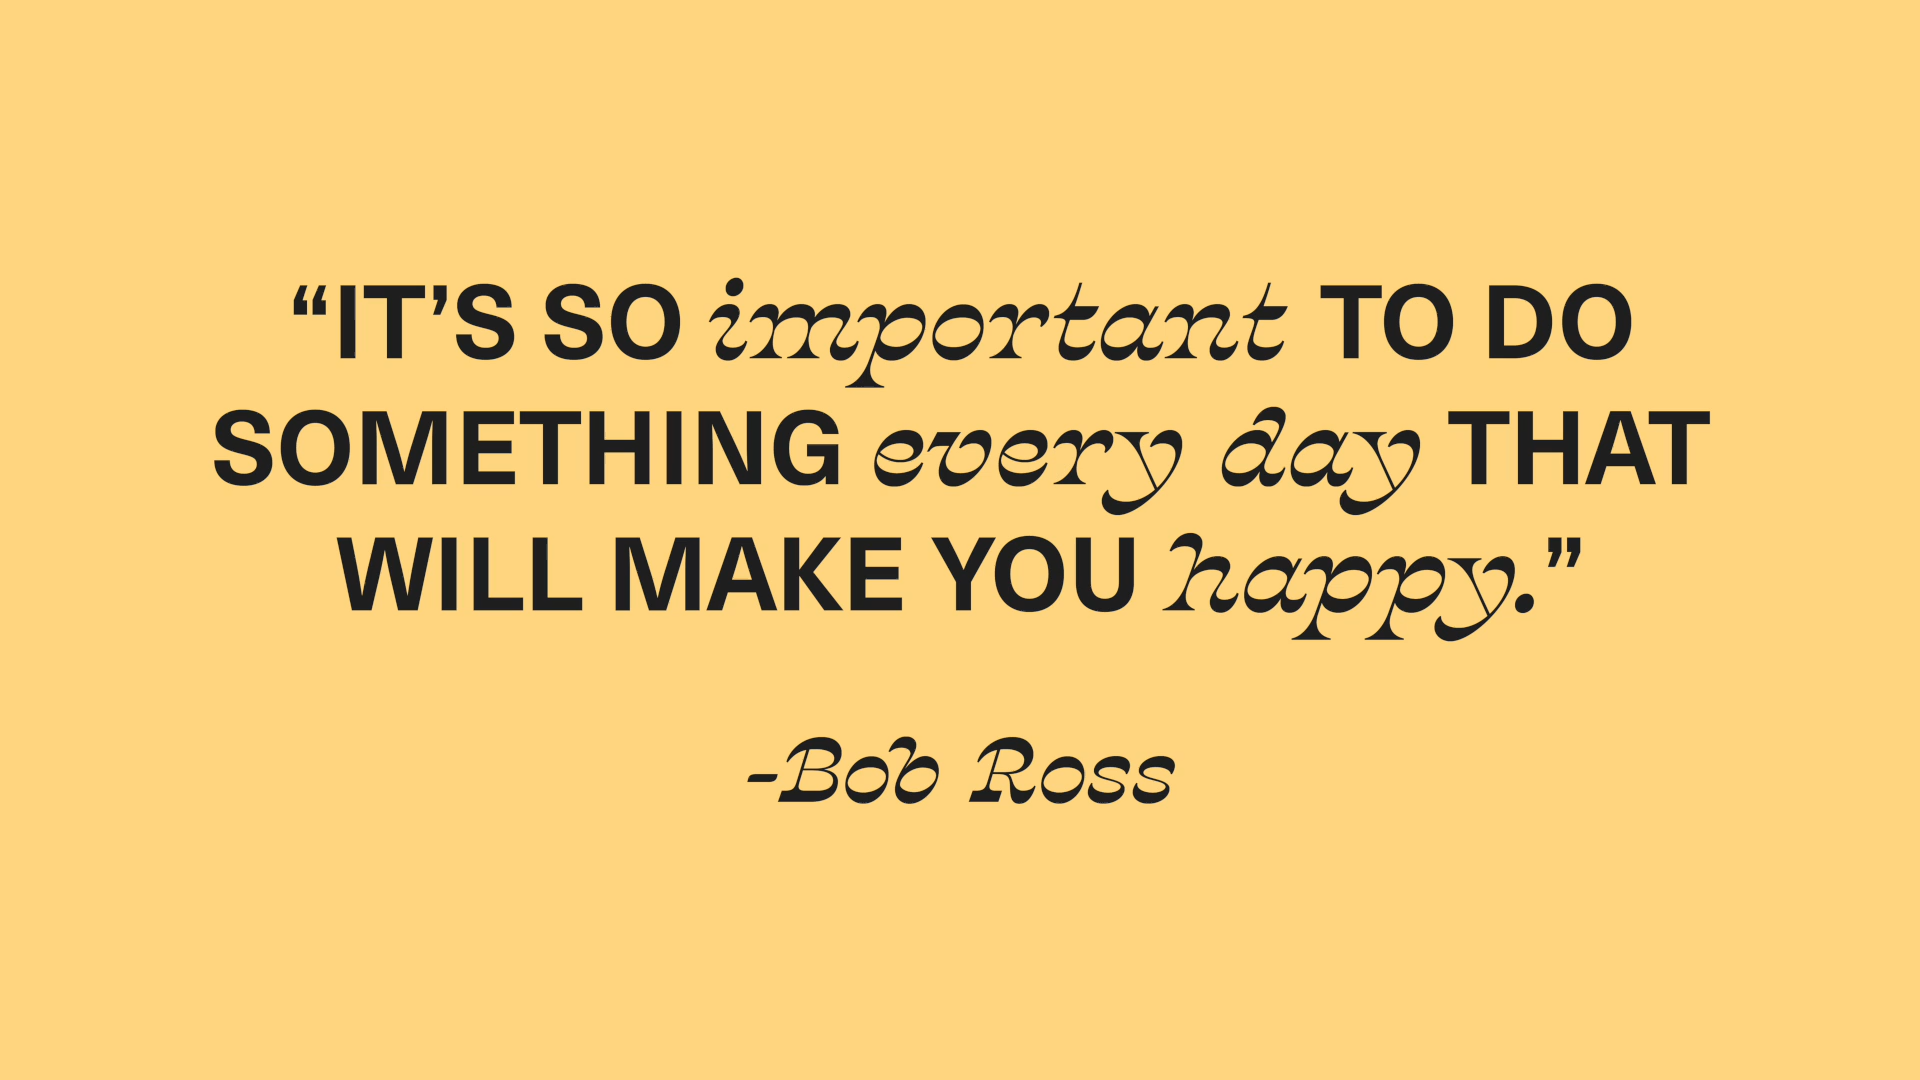 “IT’S SO important TO DO
SOMETHING every day THAT
WILL MAKE YOU happy.”
-Bob Ross